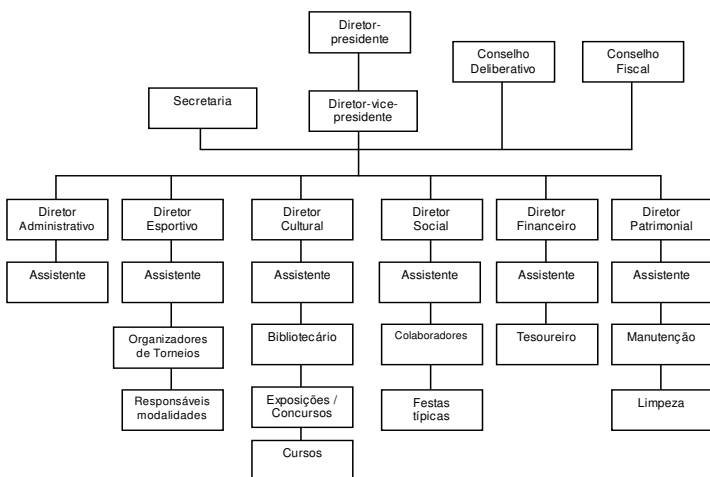 Diretor-
presidente
Conselho
Deliberativo
Conselho
Fiscal
Secretaria
Diretor-vice-
presidente
Diretor
Administrativo
Diretor
Esportivo
Diretor
Cultural
Diretor
Social
Diretor
Financeiro
Diretor
Patrimonial
Assistente
Assistente
Assistente
Assistente
Assistente
Assistente
Organizadores
de Torneios
Bibliotecário
Colaboradores
Tesoureiro
Manutenção
Responsáveis
modalidades
Exposições /
Concursos
Festas
típicas
Limpeza
Cursos